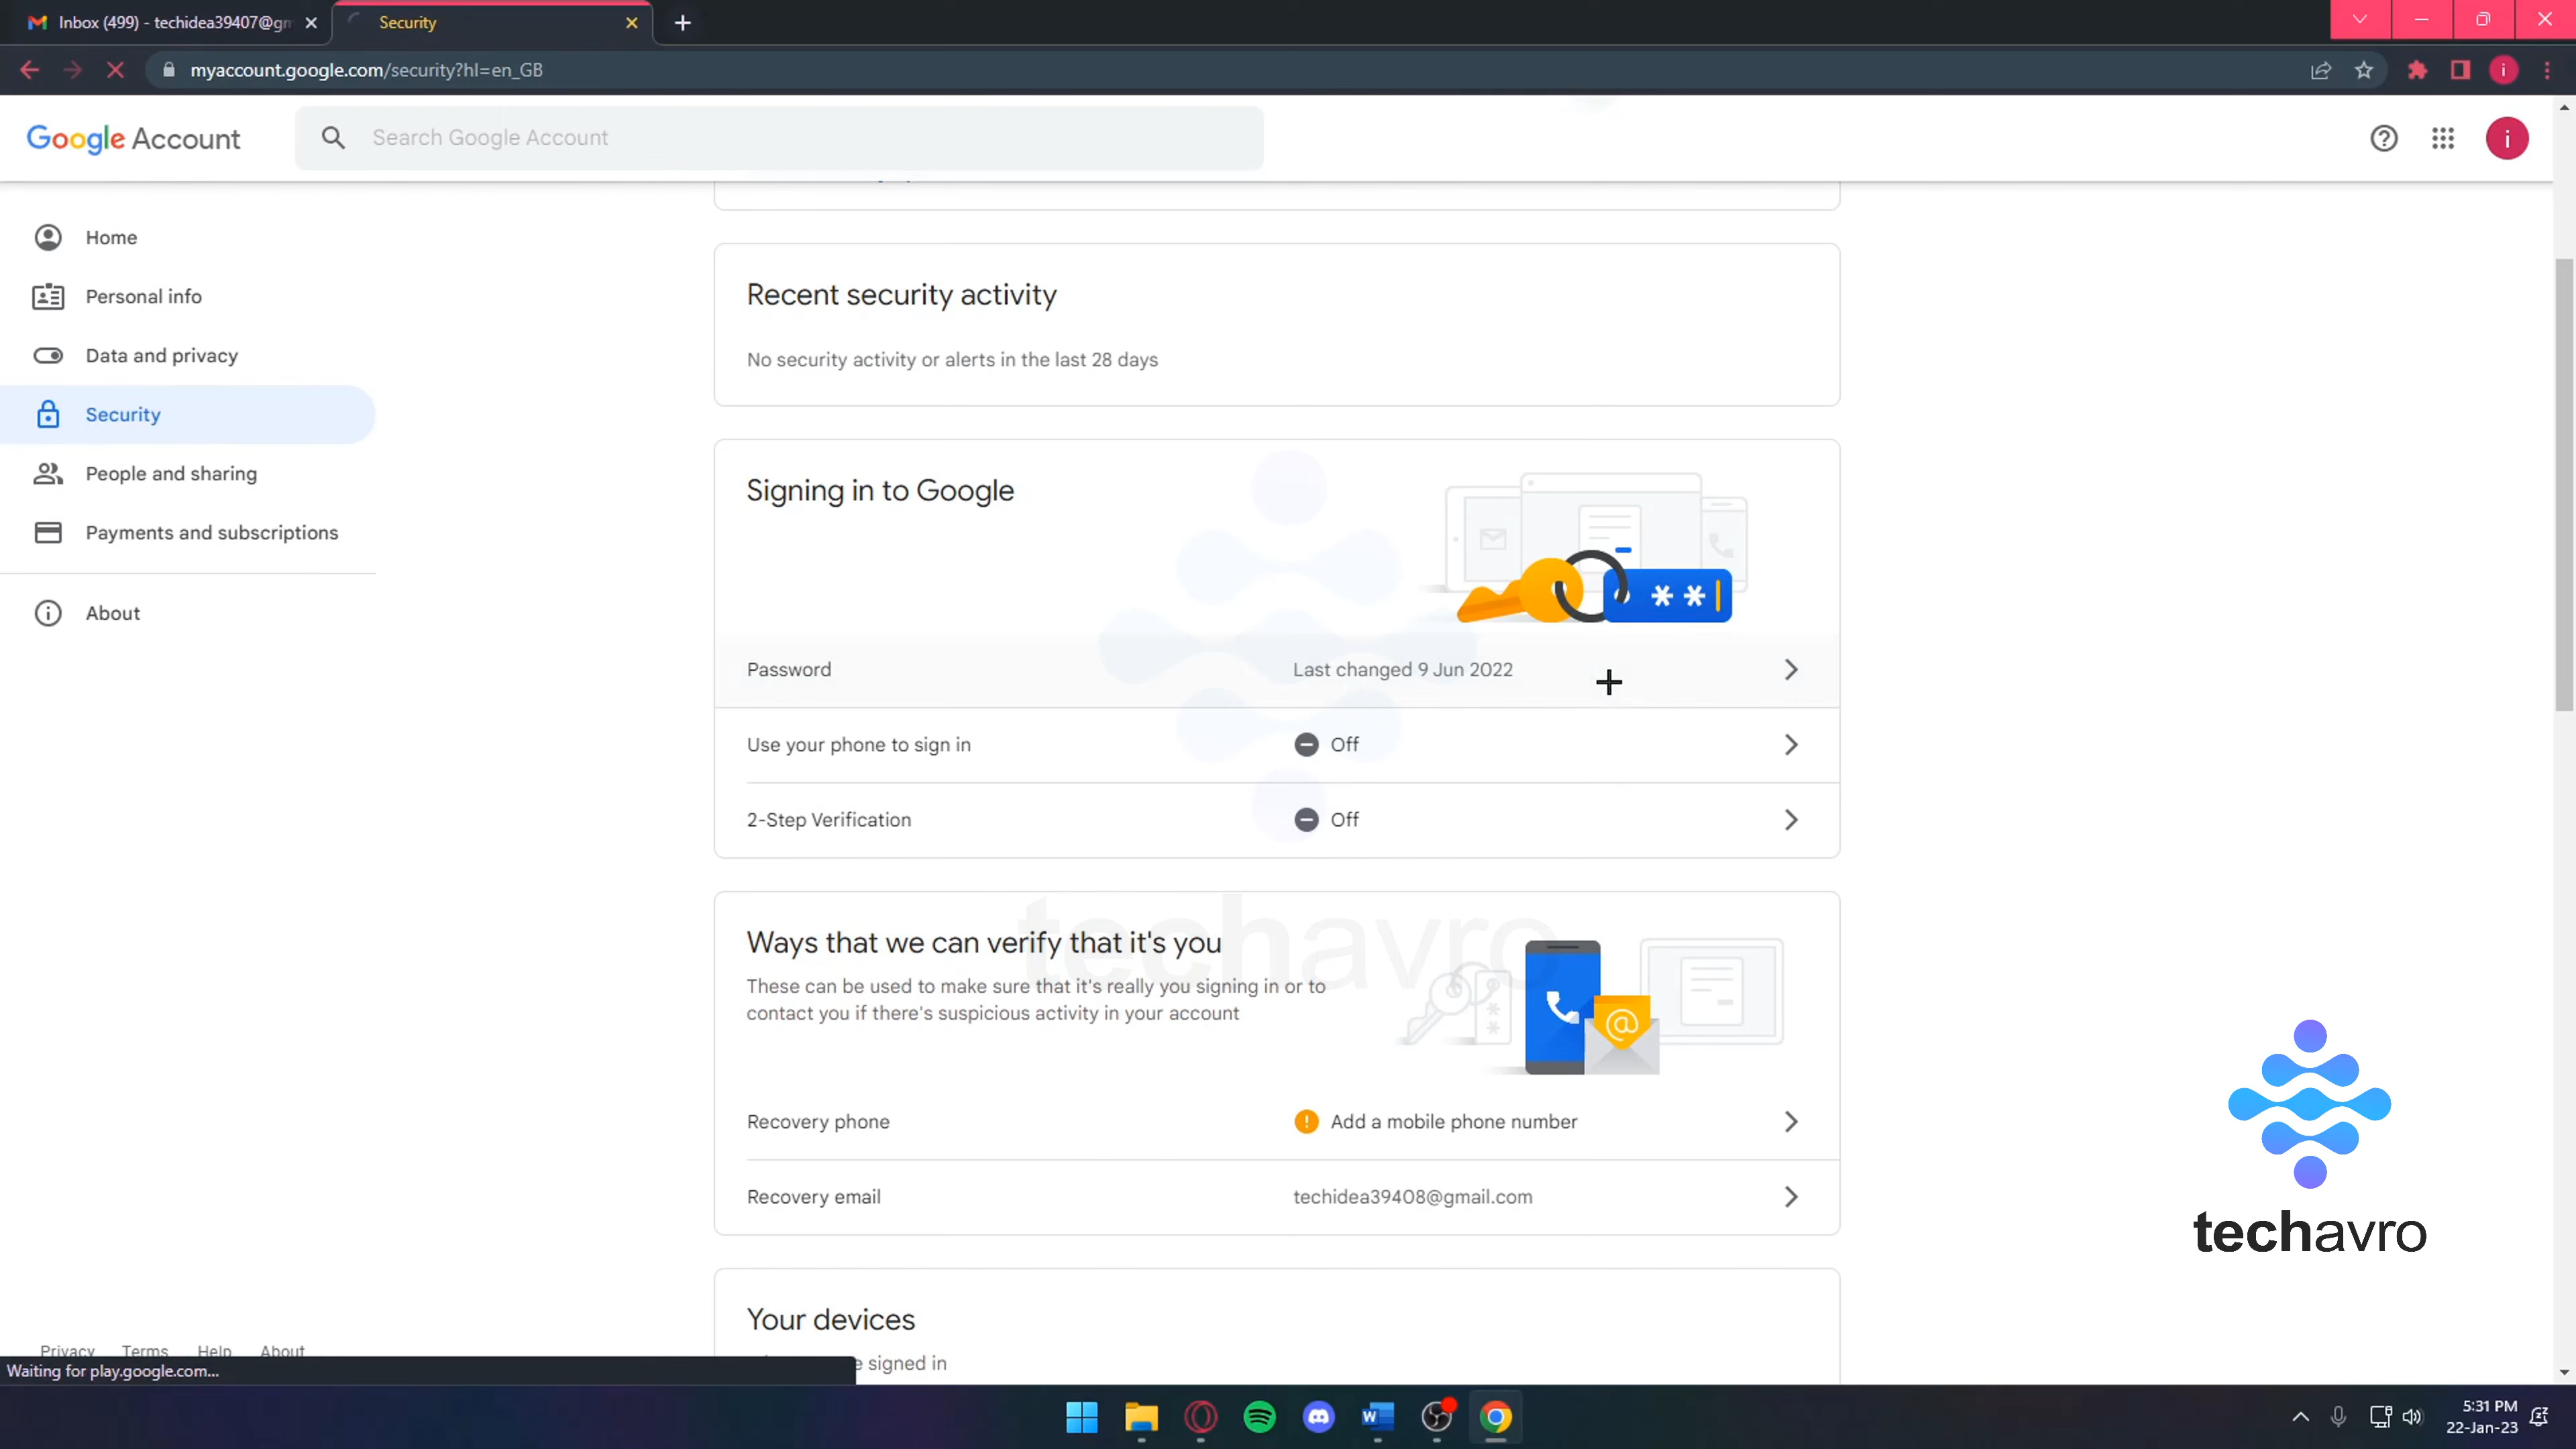 Inbox (499) - techidea39407@gm
Security
myaccount.google.com/security?hl=en_GB
i
Google Account
Search Google Account
i
Home
Personal info
Data and privacy
Security
People and sharing
Payments and subscriptions
About
Recent security activity
No security activity or alerts in the last 28 days
Signing in to Google
**
Password
Last changed 9 Jun 2022
Use your phone to sign in
Off
2-Step Verification
Off
techavro
Ways that we can verify that it's you
These can be used to make sure that it's really you signing in or to
contact you if there's suspicious activity in your account
Recovery phone
Add a mobile phone number
Recovery email
techidea39408@gmail.com
Your devices
signed in
techavro
Privacy Terms Help About
Waiting for play.google.com...
5:31 PM
22-Jan-23